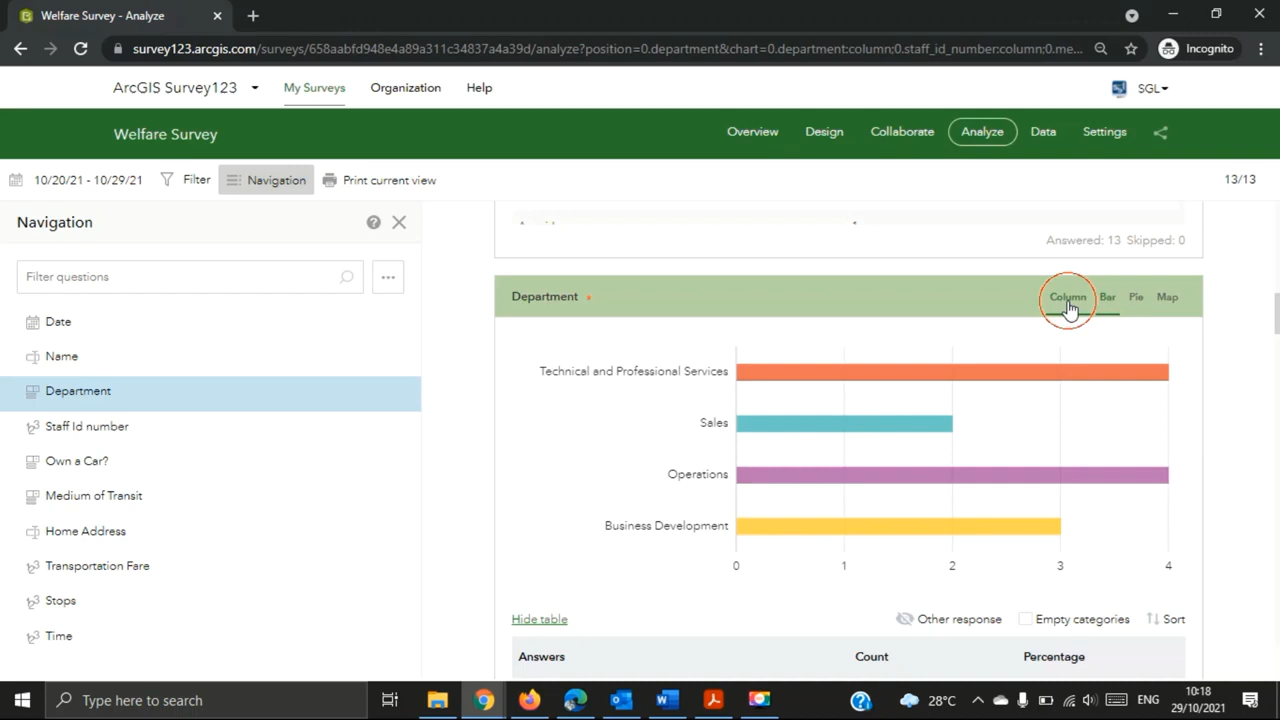 Welfare Survey - Analyze
survey123.arcgis.com/surveys/658aabfd948e4a89a311c34837a4a39d/analyze?position=0.department&chart=0.department:column;0.staff_id_number:column;0.me...
Incognito
ArcGIS Survey123
My Surveys
Organization
Help
SGL
Welfare Survey
Overview
Design
Collaborate
Analyze
Data
Settings
10/20/21 - 10/29/21
Filter
Navigation
Print current view
13/13
Navigation
Filter questions
Date
Name
Department
Staff Id number
Own a Car?
Medium of Transit
Home Address
Transportation Fare
Stops
Time
Answered: 13 Skipped: 0
Department
Column
Bar
Pie
Map
Technical and Professional Services
Sales
Operations
Business Development
0 1 2 3 4
Hide table
Other response
Empty categories
Sort
Answers
Count
Percentage
Type here to search
28°C
ENG
10:18
29/10/2021